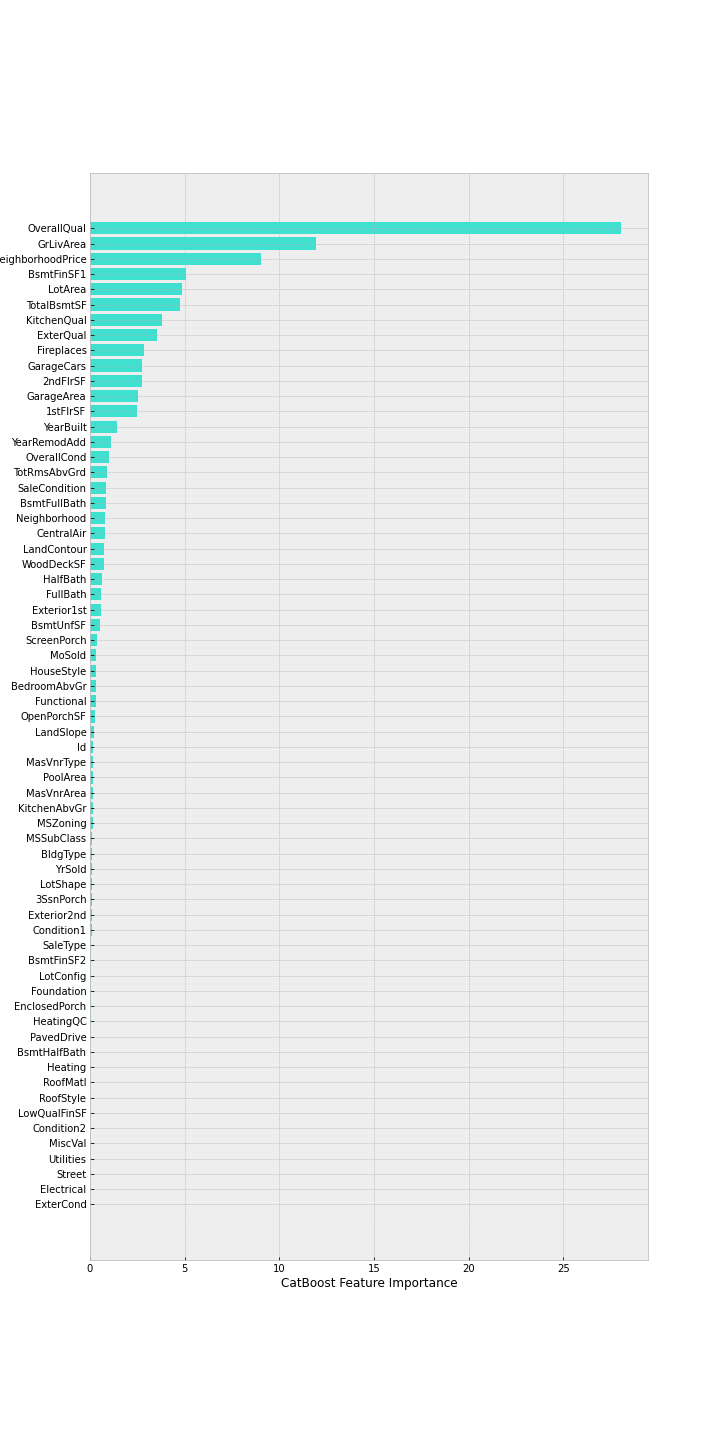 OverallQual
GrLivArea
eighborhoodPrice
BsmtFinSF1
LotArea
TotalBsmtSF
KitchenQual
ExterQual
Fireplaces
GarageCars
2ndFlrSF
GarageArea
1stFlrSF
YearBuilt
YearRemodAdd
OverallCond
TotRmsAbvGrd
SaleCondition
BsmtFullBath
Neighborhood
CentralAir
LandContour
WoodDeckSF
HalfBath
FullBath
Exterior1st
BsmtUnfSF
ScreenPorch
MoSold
HouseStyle
BedroomAbvGr
Functional
OpenPorchSF
LandSlope
Id
MasVnrType
PoolArea
MasVnrArea
KitchenAbvGr
MSZoning
MSSubClass
BldgType
YrSold
LotShape
3SsnPorch
Exterior2nd
Condition1
SaleType
BsmtFinSF2
LotConfig
Foundation
EnclosedPorch
HeatingQC
PavedDrive
BsmtHalfBath
Heating
RoofMatl
RoofStyle
LowQualFinSF
Condition2
MiscVal
Utilities
Street
Electrical
ExterCond
0 5 10 15 20 25
CatBoost Feature Importance